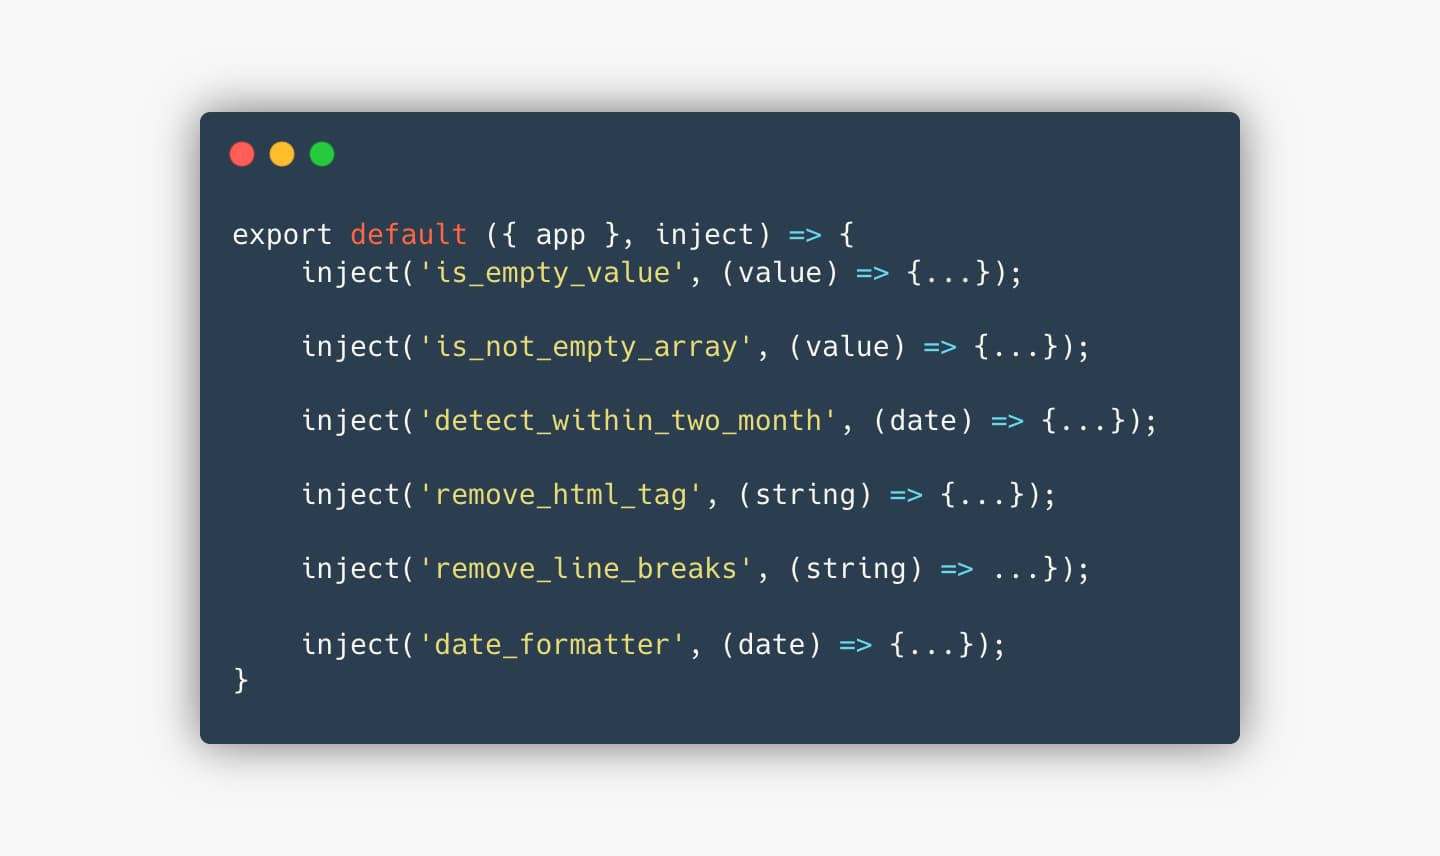 export default ({ app }, inject) => {
inject('is_empty_value', (value) => {...});
inject('is_not_empty_array', (value) => {...});
inject('detect_within_two_month', (date) => {...});
inject('remove_html_tag', (string) => {...});
inject('remove_line_breaks', (string) => ...});
inject('date_formatter', (date) => {...});
}